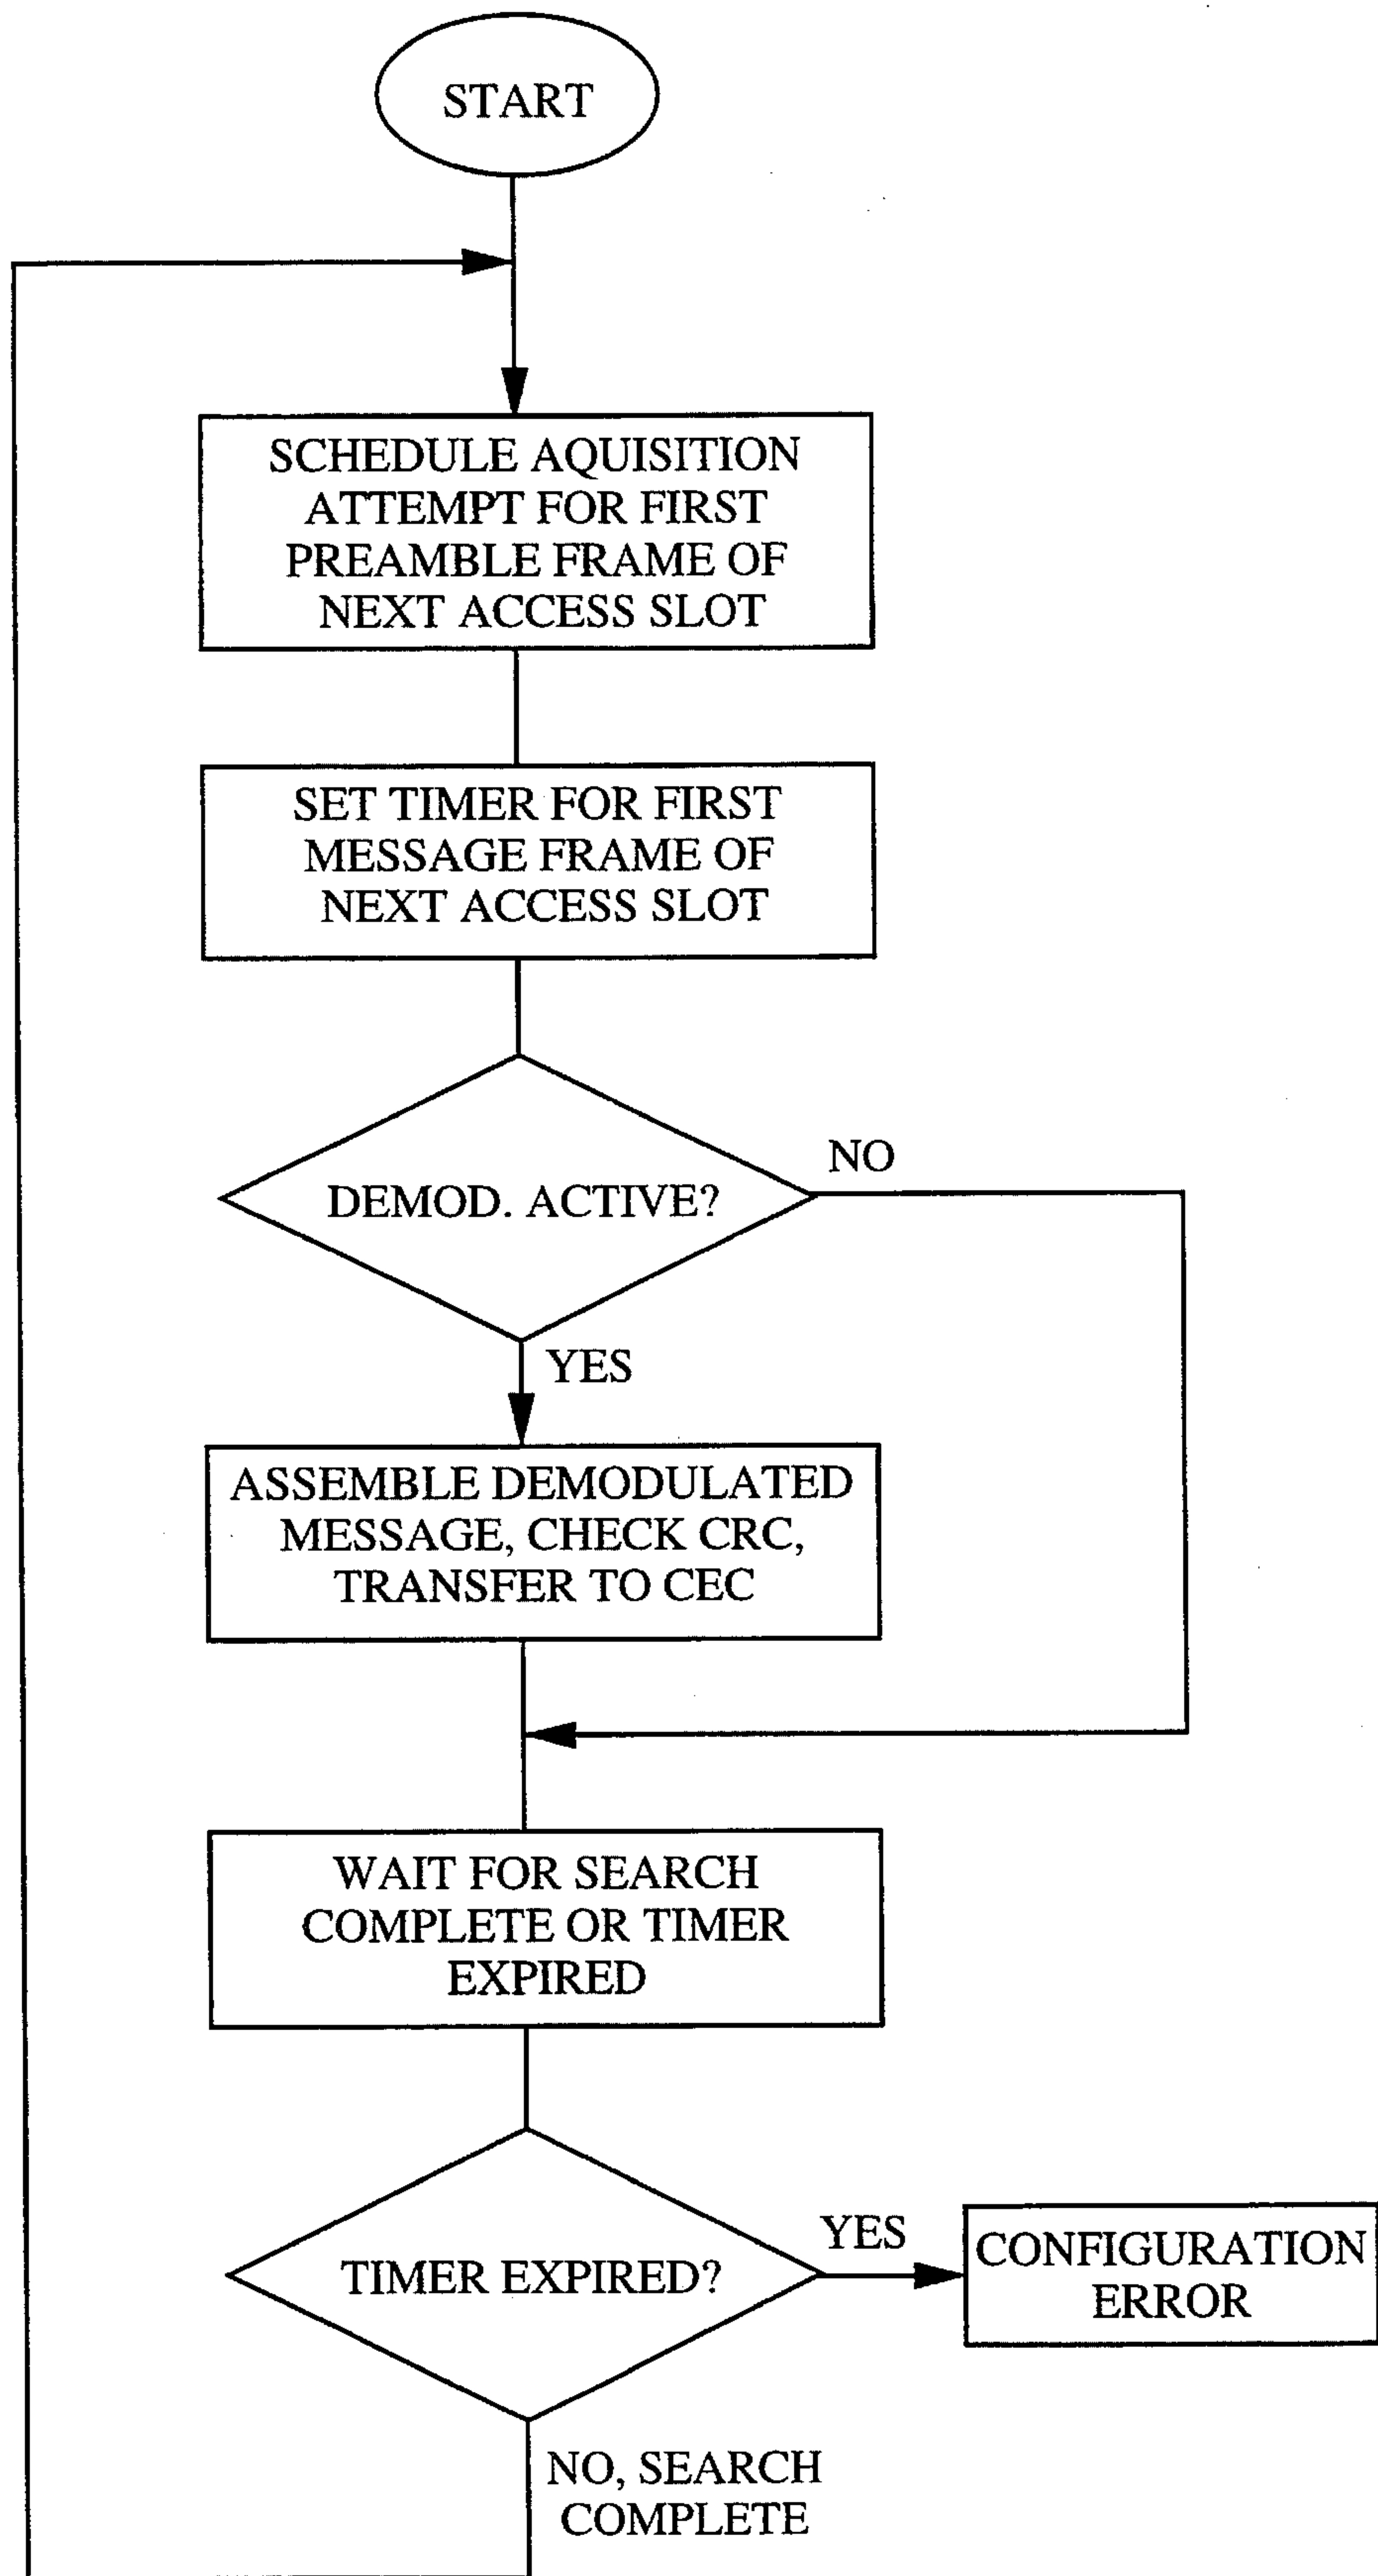 START
SCHEDULE AQUISITION
ATTEMPT FOR FIRST
PREAMBLE FRAME OF
NEXT ACCESS SLOT
SET TIMER FOR FIRST
MESSAGE FRAME OF
NEXT ACCESS SLOT
DEMOD. ACTIVE?
NO
YES
ASSEMBLE DEMODULATED
MESSAGE, CHECK CRC,
TRANSFER TO CEC
WAIT FOR SEARCH
COMPLETE OR TIMER
EXPIRED
TIMER EXPIRED?
YES
CONFIGURATION
ERROR
NO, SEARCH
COMPLETE